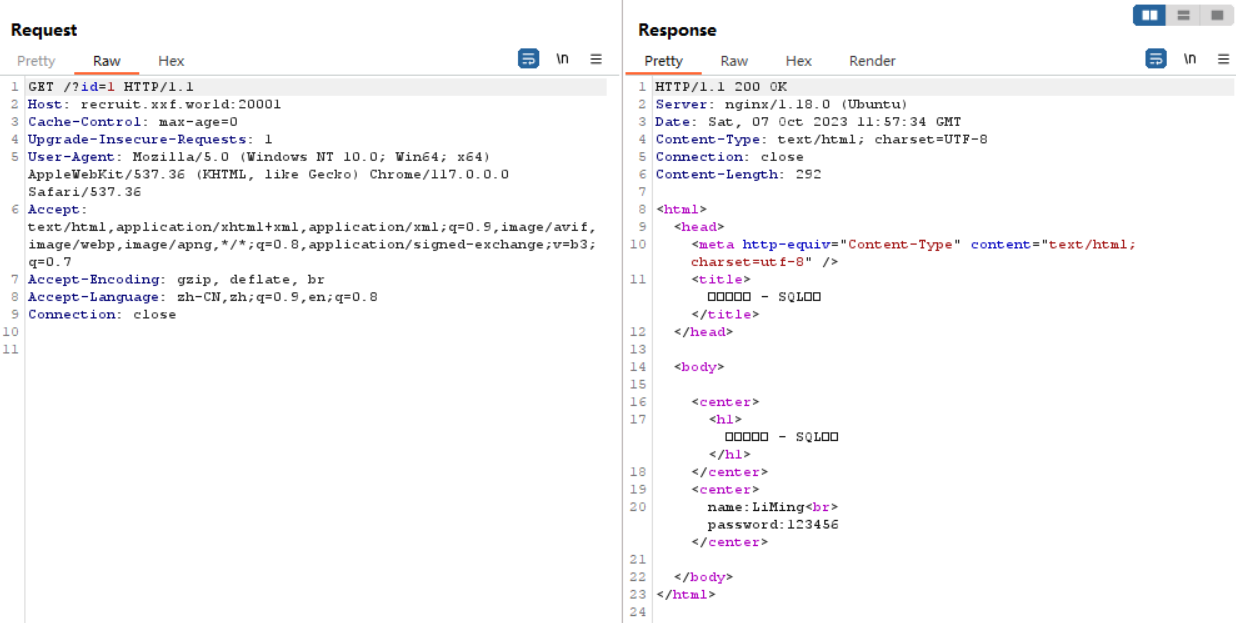 Request
Pretty Raw Hex \n
1 GET /?id=1 HTTP/1.1
2 Host: recruit.xxf.world:20001
3 Cache-Control: max-age=0
4 Upgrade-Insecure-Requests: 1
5 User-Agent: Mozilla/5.0 (Windows NT 10.0; Win64; x64)
AppleWebKit/537.36 (KHTML, like Gecko) Chrome/117.0.0.0
Safari/537.36
6 Accept:
text/html,application/xhtml+xml,application/xml;q=0.9,image/avif,
image/webp,image/apng,*/*;q=0.8,application/signed-exchange;v=b3;
q=0.7
7 Accept-Encoding: gzip, deflate, br
8 Accept-Language: zh-CN,zh;q=0.9,en;q=0.8
9 Connection: close
10
11
Response
Pretty Raw Hex Render \n
1 HTTP/1.1 200 OK
2 Server: nginx/1.18.0 (Ubuntu)
3 Date: Sat, 07 Oct 2023 11:57:34 GMT
4 Content-Type: text/html; charset=UTF-8
5 Connection: close
6 Content-Length: 292
7
8 <html>
9 <head>
10 <meta http-equiv="Content-Type" content="text/html;
charset=utf-8" />
11 <title>
□□□□□ - SQL□□
</title>
12 </head>
13
14 <body>
15
16 <center>
17 <h1>
□□□□□ - SQL□□
</h1>
18 </center>
19 <center>
20 name:LiMing<br>
password:123456
</center>
21
22 </body>
23 </html>
24